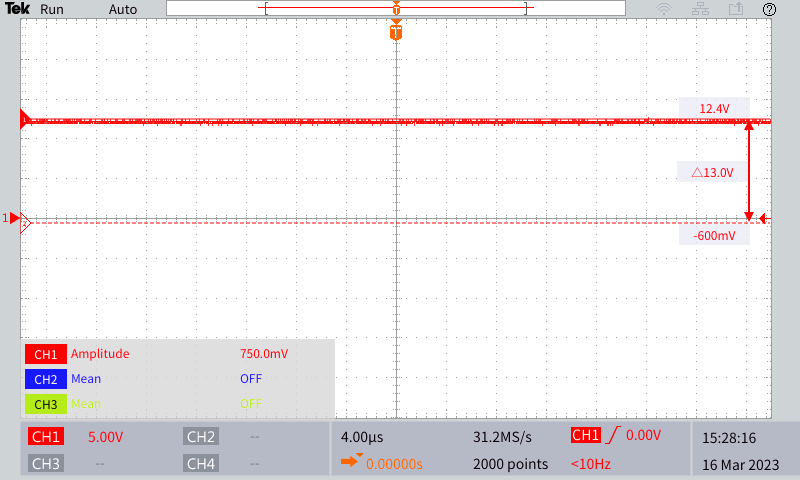 Tek Run Auto T ?
T
12.4V
△13.0V
1
-600mV
CH1 Amplitude 750.0mV
CH2 Mean OFF
CH3 Mean OFF
CH1 5.00V CH2 -- 4.00μs 31.2MS/s CH1 0.00V 15:28:16
CH3 -- CH4 -- 0.00000s 2000 points <10Hz 16 Mar 2023